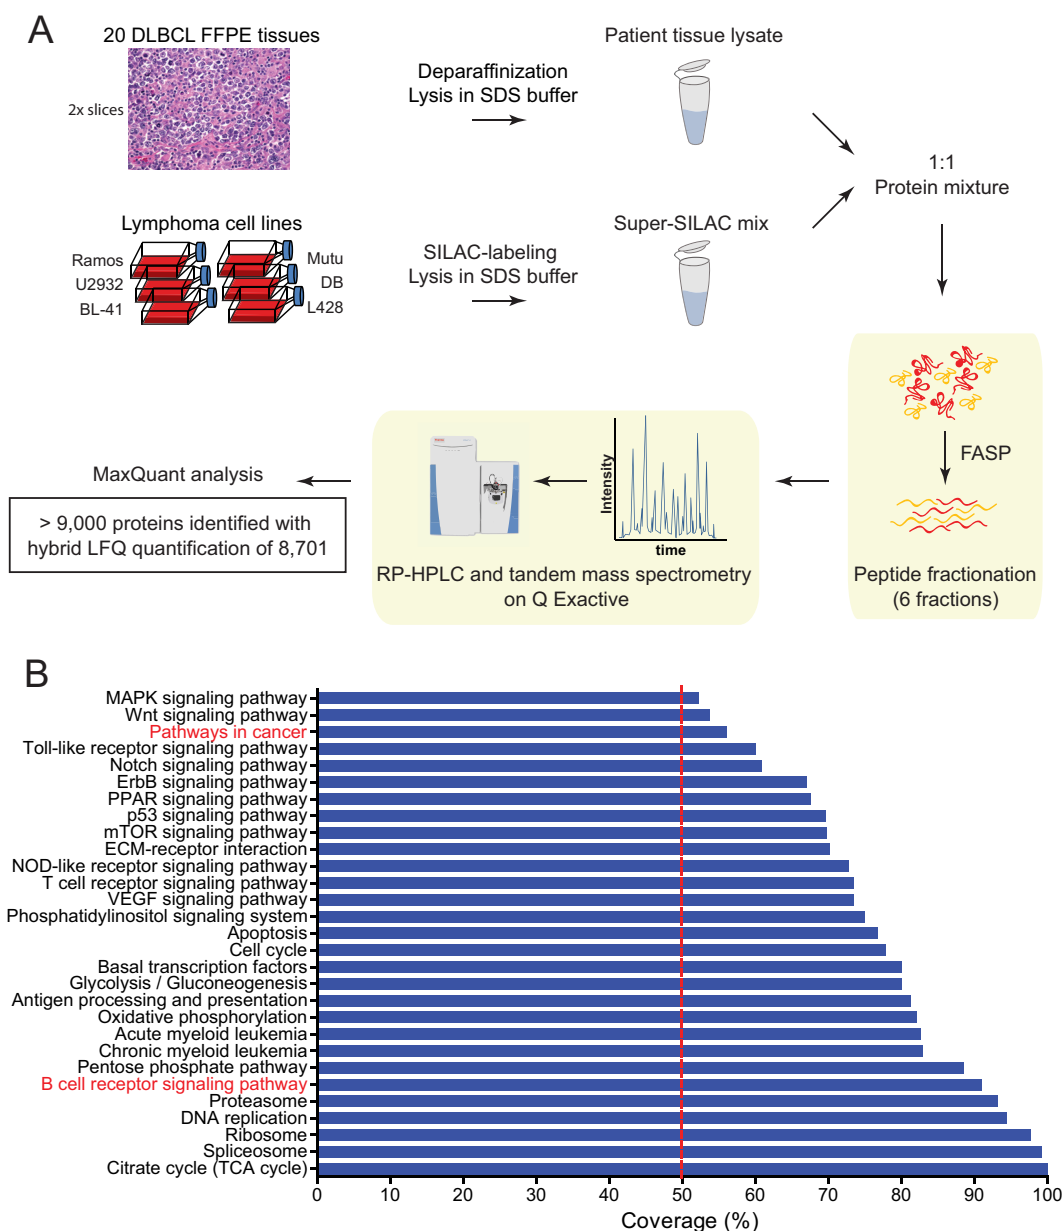 A
20 DLBCL FFPE tissues
2x slices
Deparaffinization
Lysis in SDS buffer
Patient tissue lysate
1:1
Protein mixture
Lymphoma cell lines
Ramos
U2932
BL-41
Mutu
DB
L428
SILAC-labeling
Lysis in SDS buffer
Super-SILAC mix
FASP
Peptide fractionation
(6 fractions)
Intensity
time
RP-HPLC and tandem mass spectrometry
on Q Exactive
MaxQuant analysis
> 9,000 proteins identified with
hybrid LFQ quantification of 8,701
B
MAPK signaling pathway
Wnt signaling pathway
Pathways in cancer
Toll-like receptor signaling pathway
Notch signaling pathway
ErbB signaling pathway
PPAR signaling pathway
p53 signaling pathway
mTOR signaling pathway
ECM-receptor interaction
NOD-like receptor signaling pathway
T cell receptor signaling pathway
VEGF signaling pathway
Phosphatidylinositol signaling system
Apoptosis
Cell cycle
Basal transcription factors
Glycolysis / Gluconeogenesis
Antigen processing and presentation
Oxidative phosphorylation
Acute myeloid leukemia
Chronic myeloid leukemia
Pentose phosphate pathway
B cell receptor signaling pathway
Proteasome
DNA replication
Ribosome
Spliceosome
Citrate cycle (TCA cycle)
0 10 20 30 40 50 60 70 80 90 100
Coverage (%)